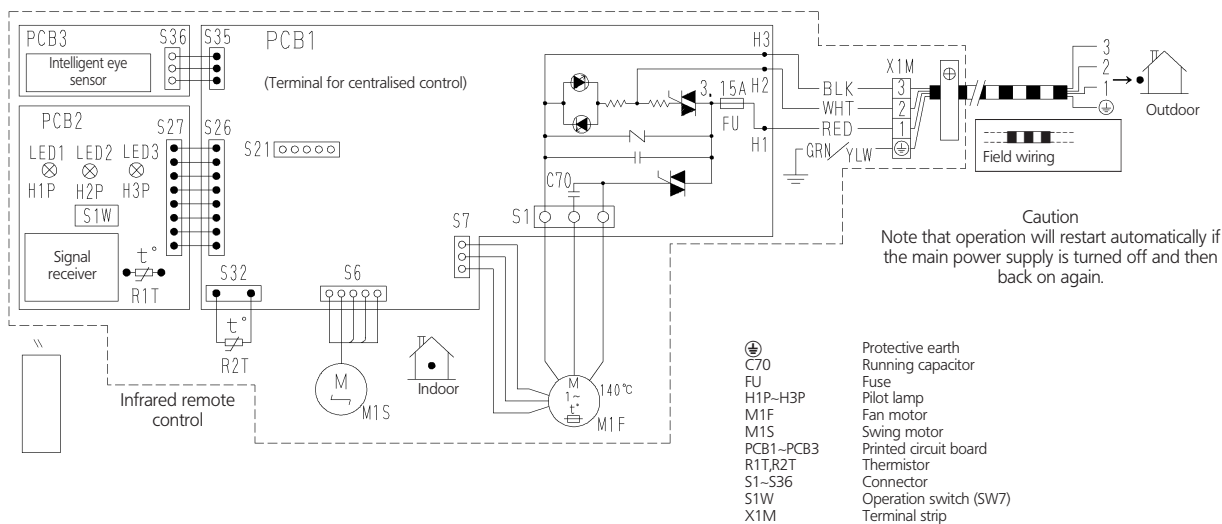 PCB3
Intelligent eye
sensor
S36
S35
PCB1
(Terminal for centralised control)
H3
H2
3. 15A
FU
H1
X1M
BLK
3
WHT
2
RED
1
GRN/YLW
3
2
1
Outdoor
Field wiring
PCB2
S27
S26
LED1
LED2
LED3
H1P
H2P
H3P
S1W
Signal
receiver
t°
R1T
S21
C70
S1
S7
S32
t°
R2T
S6
M
M1S
Indoor
M
1~
t°
140°C
M1F
Infrared remote
control
Caution
Note that operation will restart automatically if
the main power supply is turned off and then
back on again.
Protective earth
C70 Running capacitor
FU Fuse
H1P~H3P Pilot lamp
M1F Fan motor
M1S Swing motor
PCB1~PCB3 Printed circuit board
R1T,R2T Thermistor
S1~S36 Connector
S1W Operation switch (SW7)
X1M Terminal strip